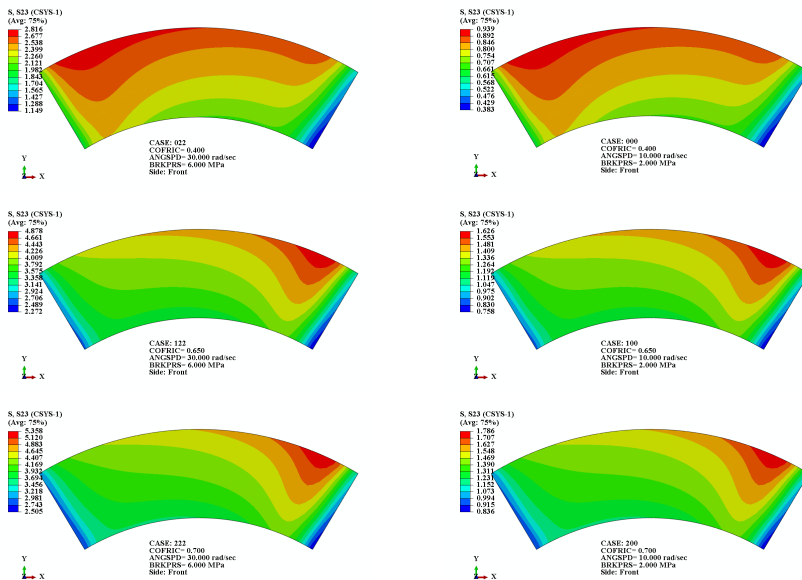 S, S23 (CSYS-1)
(Avg: 75%)
2.816
2.677
2.538
2.399
2.260
2.121
1.982
1.843
1.704
1.565
1.427
1.288
1.149
CASE: 022
COFRIC= 0.400
ANGSPD= 30.000 rad/sec
BRKPRS= 6.000 MPa
Side: Front
Y
Z
X
S, S23 (CSYS-1)
(Avg: 75%)
0.939
0.892
0.846
0.800
0.754
0.707
0.661
0.615
0.568
0.522
0.476
0.429
0.383
CASE: 000
COFRIC= 0.400
ANGSPD= 10.000 rad/sec
BRKPRS= 2.000 MPa
Side: Front
Y
Z
X
S, S23 (CSYS-1)
(Avg: 75%)
4.878
4.661
4.443
4.226
4.009
3.792
3.575
3.358
3.141
2.924
2.706
2.489
2.272
CASE: 122
COFRIC= 0.650
ANGSPD= 30.000 rad/sec
BRKPRS= 6.000 MPa
Side: Front
Y
Z
X
S, S23 (CSYS-1)
(Avg: 75%)
1.626
1.553
1.481
1.409
1.336
1.264
1.192
1.119
1.047
0.975
0.902
0.830
0.758
CASE: 100
COFRIC= 0.650
ANGSPD= 10.000 rad/sec
BRKPRS= 2.000 MPa
Side: Front
Y
Z
X
S, S23 (CSYS-1)
(Avg: 75%)
5.358
5.120
4.883
4.645
4.407
4.169
3.932
3.694
3.456
3.218
2.981
2.743
2.505
CASE: 222
COFRIC= 0.700
ANGSPD= 30.000 rad/sec
BRKPRS= 6.000 MPa
Side: Front
Y
Z
X
S, S23 (CSYS-1)
(Avg: 75%)
1.786
1.707
1.627
1.548
1.469
1.390
1.311
1.231
1.152
1.073
0.994
0.915
0.836
CASE: 200
COFRIC= 0.700
ANGSPD= 10.000 rad/sec
BRKPRS= 2.000 MPa
Side: Front
Y
Z
X